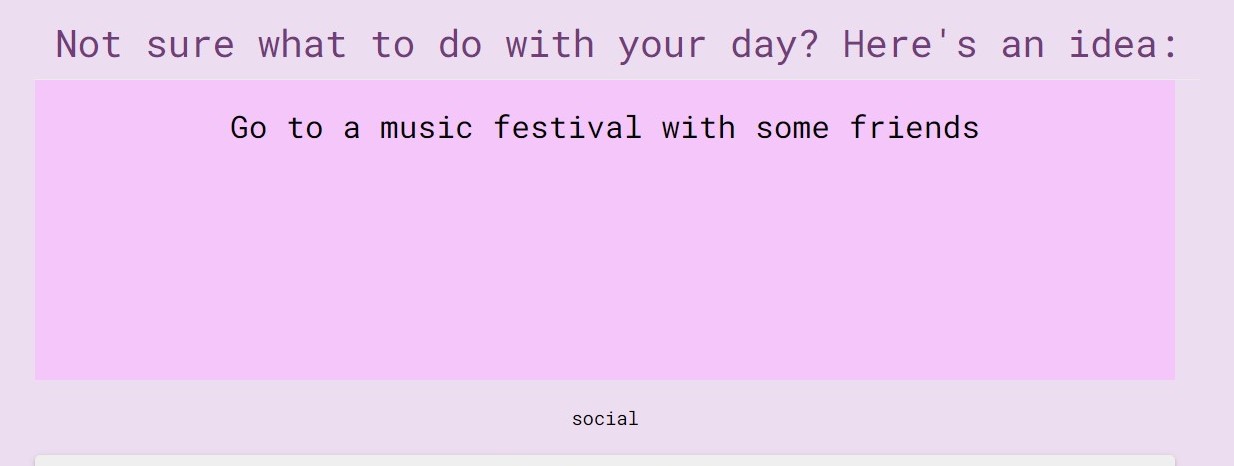 Not sure what to do with your day? Here's an idea:
Go to a music festival with some friends
social